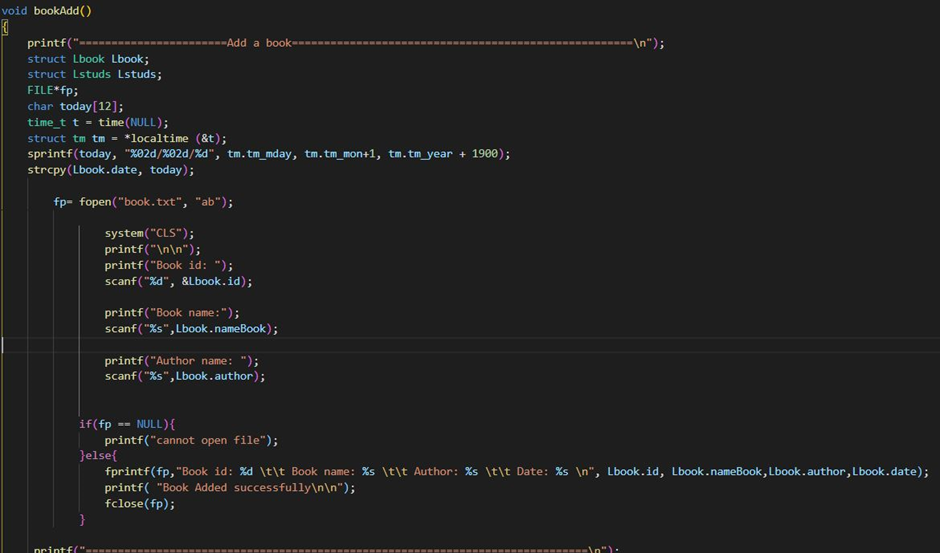 void bookAdd()
{
printf("=======================Add a book=====================================================\n");
struct Lbook Lbook;
struct Lstuds Lstuds;
FILE*fp;
char today[12];
time_t t = time(NULL);
struct tm tm = *localtime (&t);
sprintf(today, "%02d/%02d/%d", tm.tm_mday, tm.tm_mon+1, tm.tm_year + 1900);
strcpy(Lbook.date, today);
fp= fopen("book.txt", "ab");
system("CLS");
printf("\n\n");
printf("Book id: ");
scanf("%d", &Lbook.id);
printf("Book name:");
scanf("%s",Lbook.nameBook);
printf("Author name: ");
scanf("%s",Lbook.author);
if(fp == NULL){
printf("cannot open file");
}else{
fprintf(fp,"Book id: %d \t\t Book name: %s \t\t Author: %s \t\t Date: %s \n", Lbook.id, Lbook.nameBook,Lbook.author,Lbook.date);
printf( "Book Added successfully\n\n");
fclose(fp);
}
printf("==============================================================================\n");